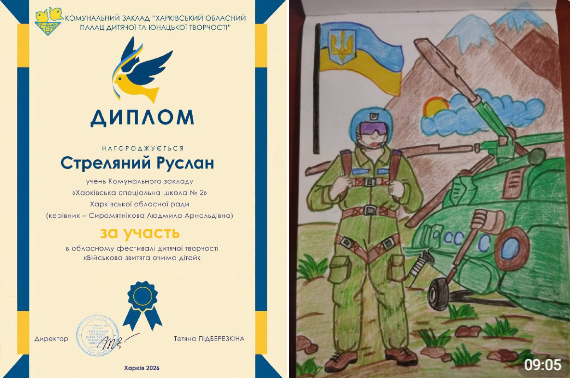 КОМУНАЛЬНИЙ ЗАКЛАД "ХАРКІВСЬКИЙ ОБЛАСНИЙ
ПАЛАЦ ДИТЯЧОЇ ТА ЮНАЦЬКОЇ ТВОРЧОСТІ"
ДИПЛОМ
НАГОРОДЖУЄТЬСЯ
Стреляний Руслан
учень Комунального закладу
«Харківська спеціальна школа № 2»
Харківської обласної ради
(керівник – Сиромятнікова Людмила Арнольдівна)
за участь
в обласному фестивалі дитячої творчості
«Військова звитяга очима дітей»
Директор
Тетяна ПІДБЕРЕЗКІНА
Харків 2026
09:05